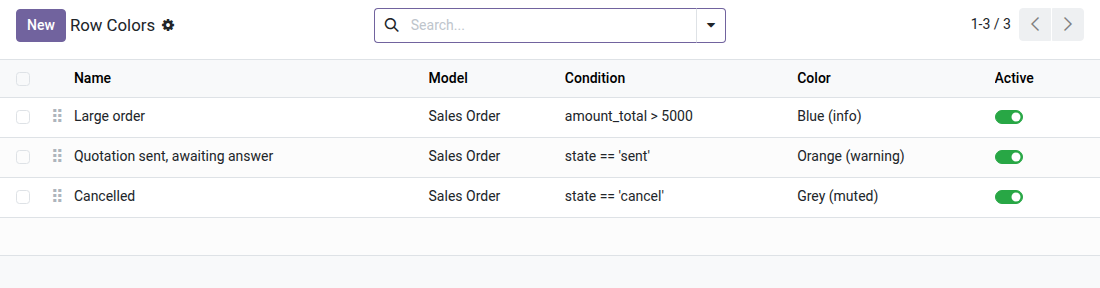 New Row Colors Search... 1-3 / 3
Name Model Condition Color Active
Large order Sales Order amount_total > 5000 Blue (info)
Quotation sent, awaiting answer Sales Order state == 'sent' Orange (warning)
Cancelled Sales Order state == 'cancel' Grey (muted)